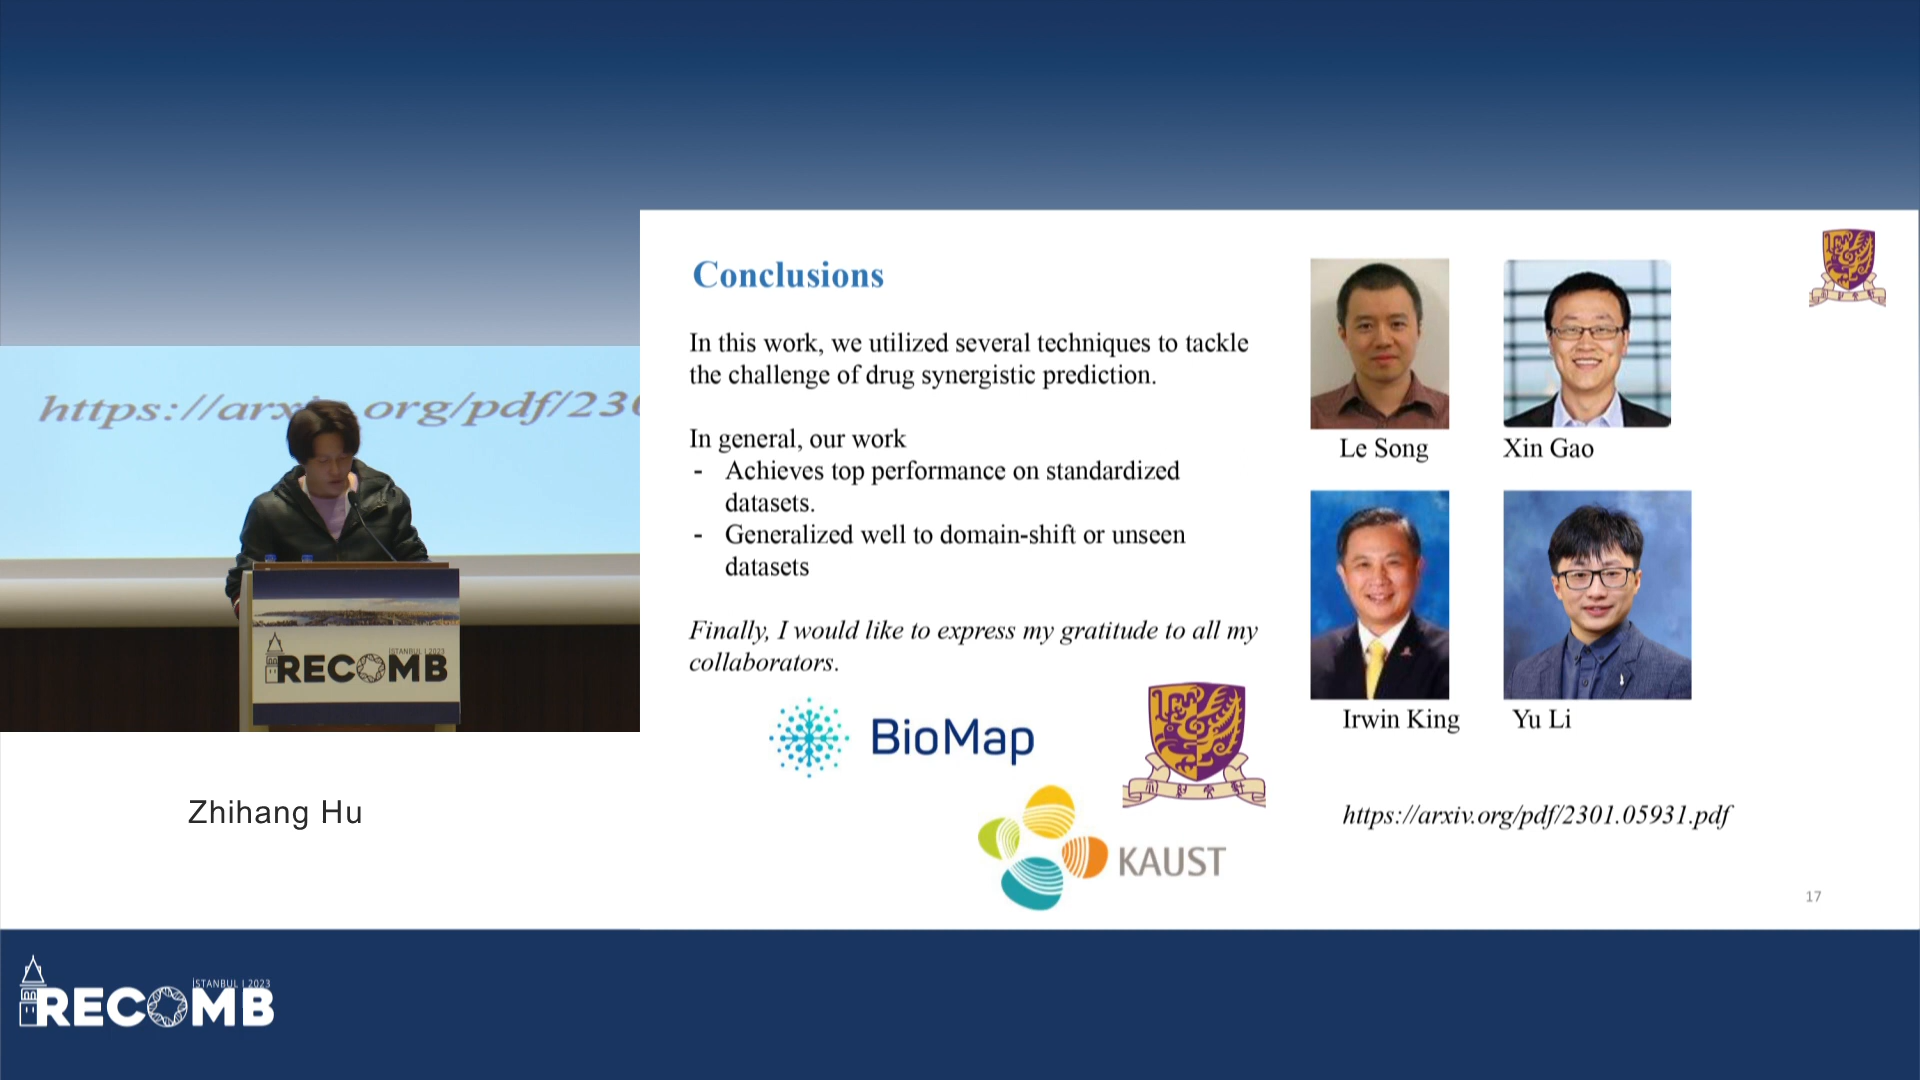 Conclusions
In this work, we utilized several techniques to tackle
the challenge of drug synergistic prediction.
In general, our work
- Achieves top performance on standardized
datasets.
- Generalized well to domain-shift or unseen
datasets
Finally, I would like to express my gratitude to all my
collaborators.
BioMap
KAUST
Le Song
Xin Gao
Irwin King
Yu Li
https://arxiv.org/pdf/2301.05931.pdf
17
https://arxiv.org/pdf/230
İSTANBUL | 2023
RECOMB
Zhihang Hu
İSTANBUL | 2023
RECOMB